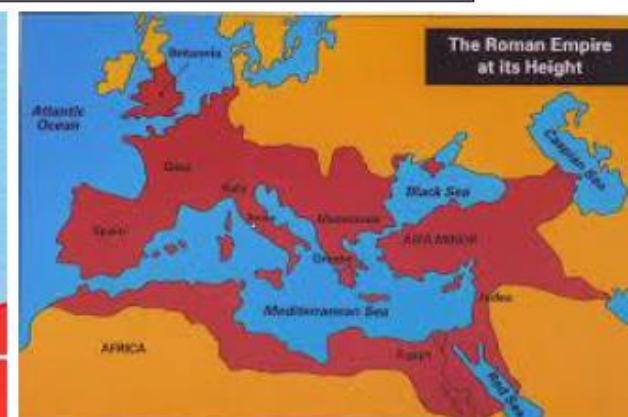 The Roman Empire
at its Height
Britannia
Atlantic
Ocean
Caspian Sea
Gaul
Italy
Black Sea
Rome
Spain
Macedonia
ASIA MINOR
Greece
Judea
Mediterranean Sea
AFRICA
Egypt
Red Sea